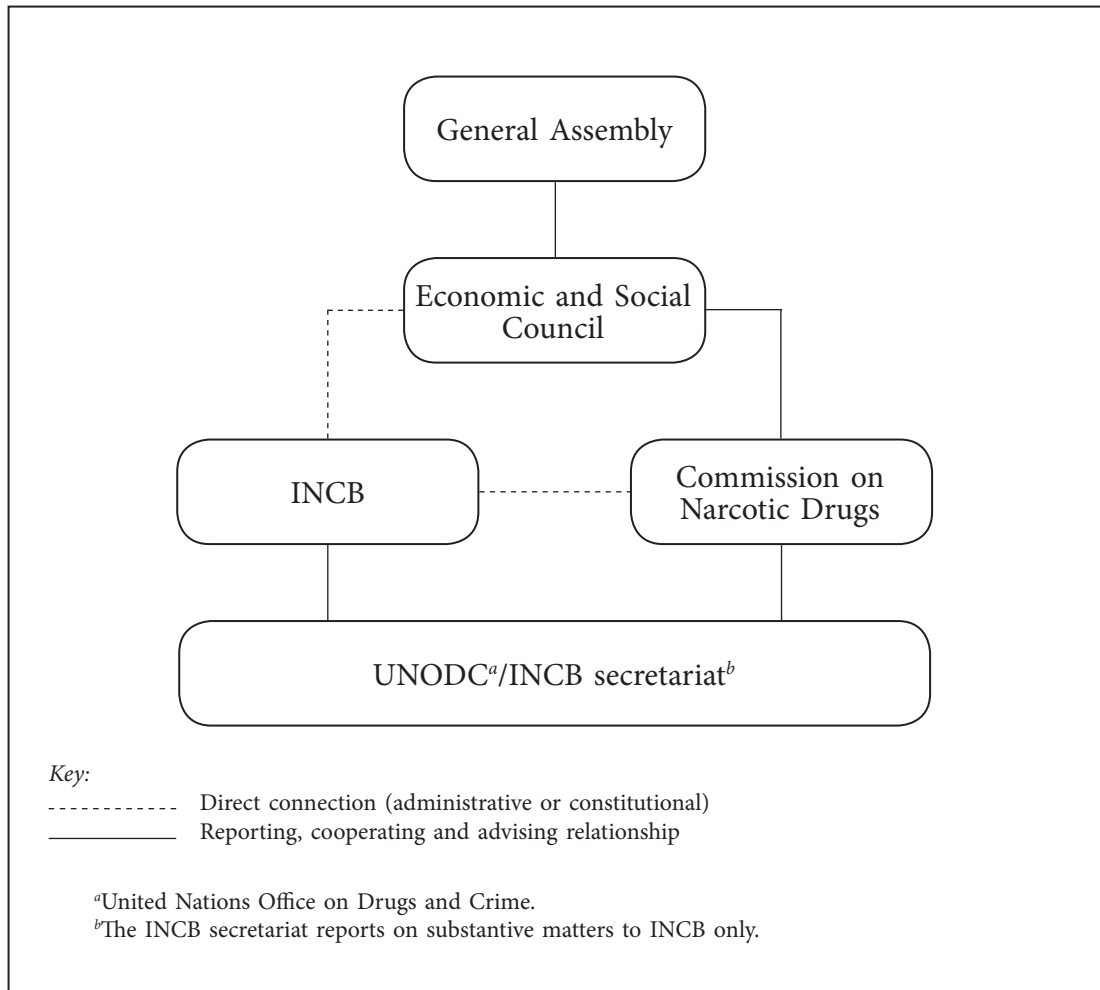 General Assembly
Economic and Social
Council
INCB
Commission on
Narcotic Drugs
UNODCᵃ/INCB secretariatᵇ
Key:
Direct connection (administrative or constitutional)
Reporting, cooperating and advising relationship
ᵃUnited Nations Office on Drugs and Crime.
ᵇThe INCB secretariat reports on substantive matters to INCB only.